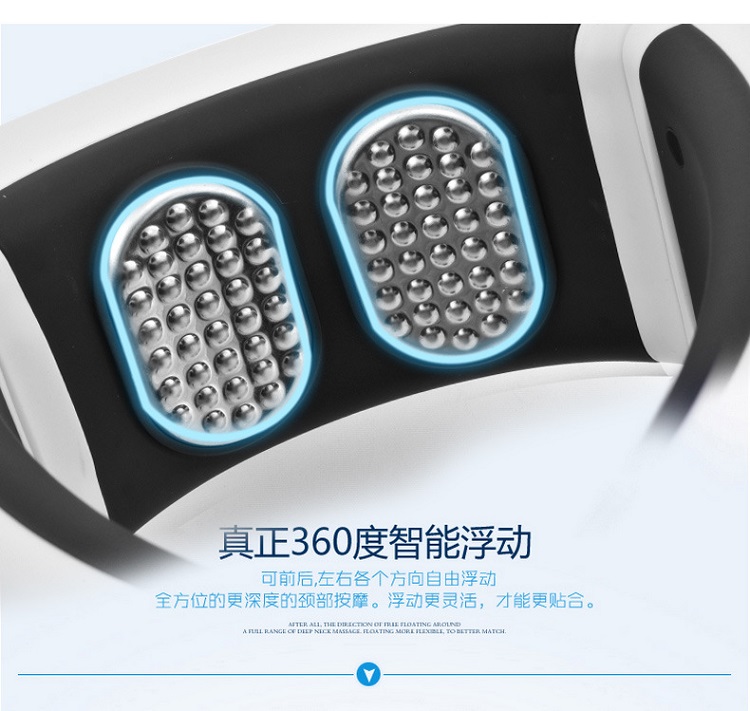 真正360度智能浮动
可前后,左右各个方向自由浮动
全方位的更深度的颈部按摩。浮动更灵活，才能更贴合。
AFTER ALL, THE DIRECTION OF FREE FLOATING AROUND
A FULL RANGE OF DEEP NECK MASSAGE. FLOATING MORE FLEXIBLE, TO BETTER MATCH.